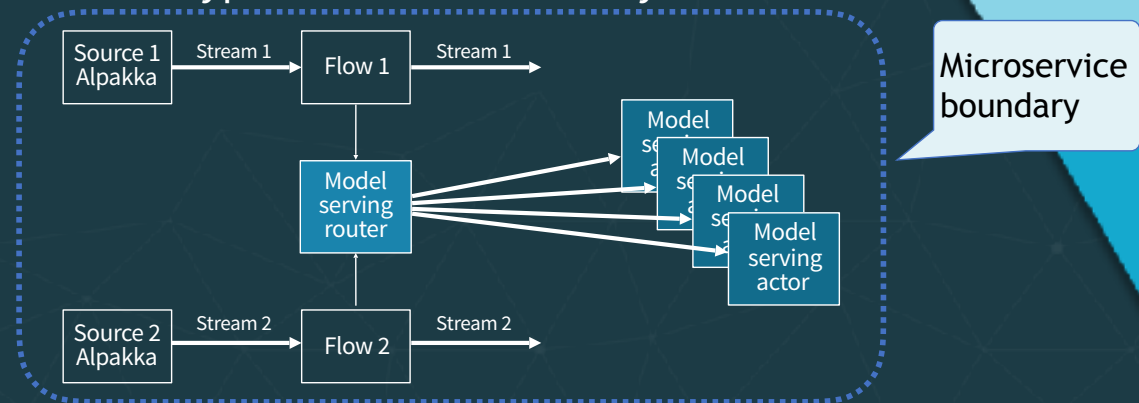 Source 1
Alpakka
Stream 1
Flow 1
Stream 1
Microservice
boundary
Model
Model
Model
Model
serving
actor
Model
serving
router
Source 2
Alpakka
Stream 2
Flow 2
Stream 2